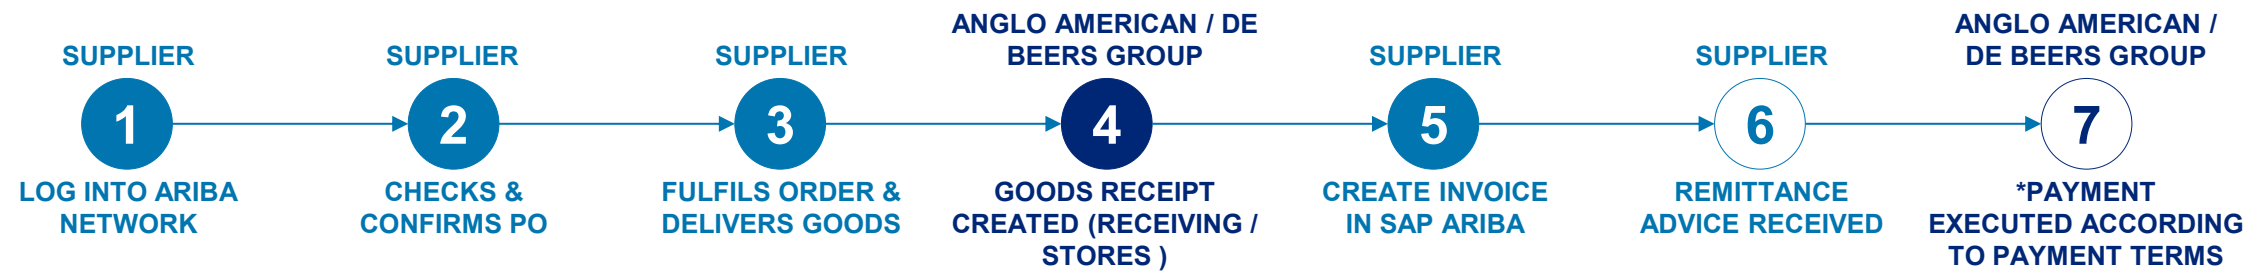 SUPPLIER
1
LOG INTO ARIBA
NETWORK
SUPPLIER
2
CHECKS &
CONFIRMS PO
SUPPLIER
3
FULFILS ORDER &
DELIVERS GOODS
ANGLO AMERICAN / DE
BEERS GROUP
4
GOODS RECEIPT
CREATED (RECEIVING /
STORES )
SUPPLIER
5
CREATE INVOICE
IN SAP ARIBA
SUPPLIER
6
REMITTANCE
ADVICE RECEIVED
ANGLO AMERICAN /
DE BEERS GROUP
7
*PAYMENT
EXECUTED ACCORDING
TO PAYMENT TERMS